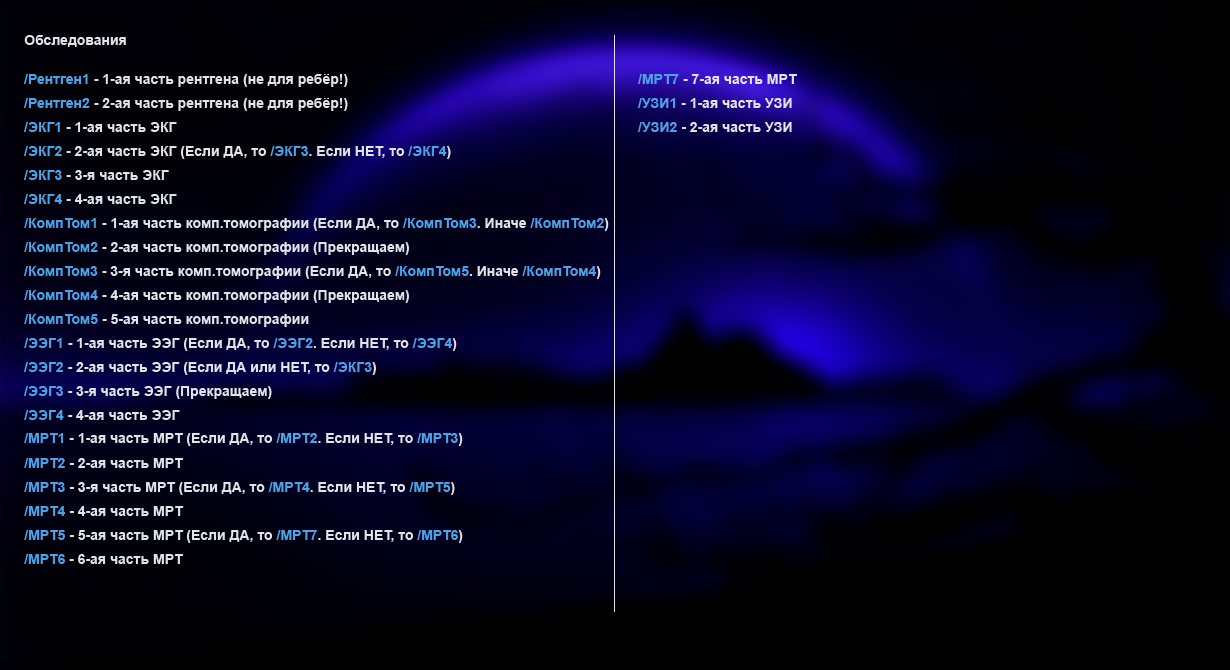 Обследования
/Рентген1 - 1-ая часть рентгена (не для ребёр!)
/Рентген2 - 2-ая часть рентгена (не для ребёр!)
/ЭКГ1 - 1-ая часть ЭКГ
/ЭКГ2 - 2-ая часть ЭКГ (Если ДА, то /ЭКГ3. Если НЕТ, то /ЭКГ4)
/ЭКГ3 - 3-я часть ЭКГ
/ЭКГ4 - 4-ая часть ЭКГ
/КомпТом1 - 1-ая часть комп.томографии (Если ДА, то /КомпТом3. Иначе /КомпТом2)
/КомпТом2 - 2-ая часть комп.томографии (Прекращаем)
/КомпТом3 - 3-я часть комп.томографии (Если ДА, то /КомпТом5. Иначе /КомпТом4)
/КомпТом4 - 4-ая часть комп.томографии (Прекращаем)
/КомпТом5 - 5-ая часть комп.томографии
/ЭЭГ1 - 1-ая часть ЭЭГ (Если ДА, то /ЭЭГ2. Если НЕТ, то /ЭЭГ4)
/ЭЭГ2 - 2-ая часть ЭЭГ (Если ДА или НЕТ, то /ЭКГ3)
/ЭЭГ3 - 3-я часть ЭЭГ (Прекращаем)
/ЭЭГ4 - 4-ая часть ЭЭГ
/МРТ1 - 1-ая часть МРТ (Если ДА, то /МРТ2. Если НЕТ, то /МРТ3)
/МРТ2 - 2-ая часть МРТ
/МРТ3 - 3-я часть МРТ (Если ДА, то /МРТ4. Если НЕТ, то /МРТ5)
/МРТ4 - 4-ая часть МРТ
/МРТ5 - 5-ая часть МРТ (Если ДА, то /МРТ7. Если НЕТ, то /МРТ6)
/МРТ6 - 6-ая часть МРТ
/МРТ7 - 7-ая часть МРТ
/УЗИ1 - 1-ая часть УЗИ
/УЗИ2 - 2-ая часть УЗИ